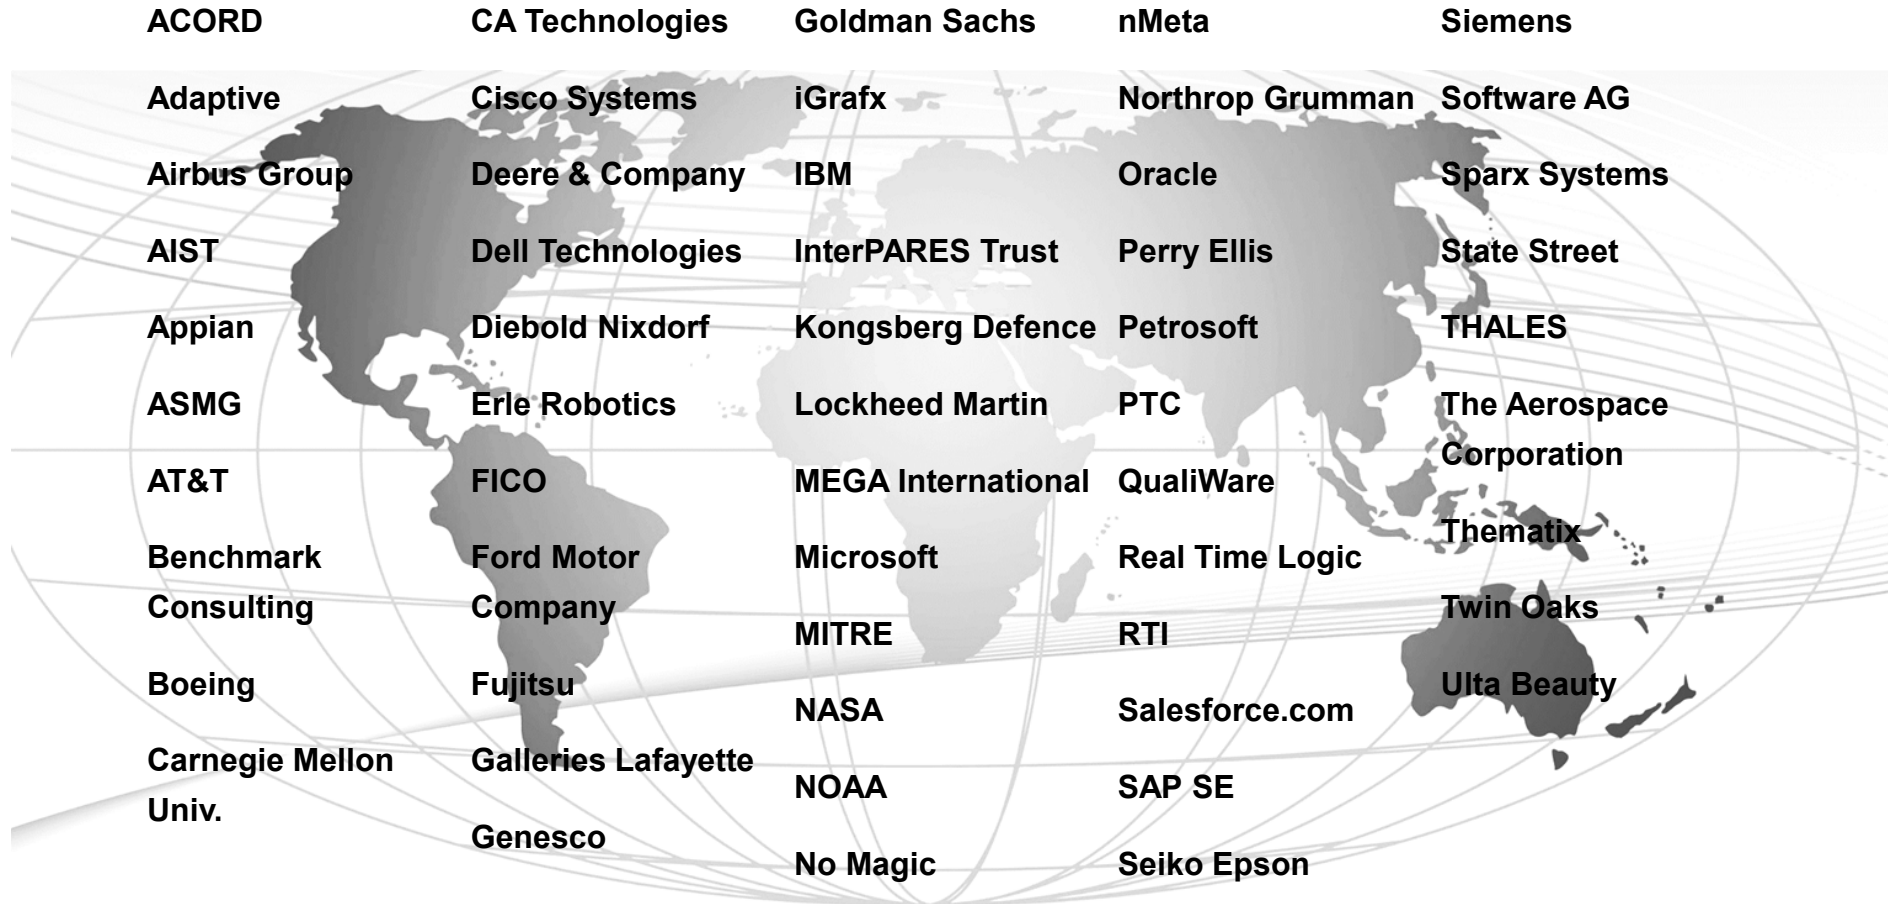 ACORD
Adaptive
Airbus Group
AIST
Appian
ASMG
AT&T
Benchmark
Consulting
Boeing
Carnegie Mellon
Univ.
CA Technologies
Cisco Systems
Deere & Company
Dell Technologies
Diebold Nixdorf
Erle Robotics
FICO
Ford Motor
Company
Fujitsu
Galleries Lafayette
Genesco
Goldman Sachs
iGrafx
IBM
InterPARES Trust
Kongsberg Defence
Lockheed Martin
MEGA International
Microsoft
MITRE
NASA
NOAA
No Magic
nMeta
Northrop Grumman
Oracle
Perry Ellis
Petrosoft
PTC
QualiWare
Real Time Logic
RTI
Salesforce.com
SAP SE
Seiko Epson
Siemens
Software AG
Sparx Systems
State Street
THALES
The Aerospace
Corporation
Thematix
Twin Oaks
Ulta Beauty